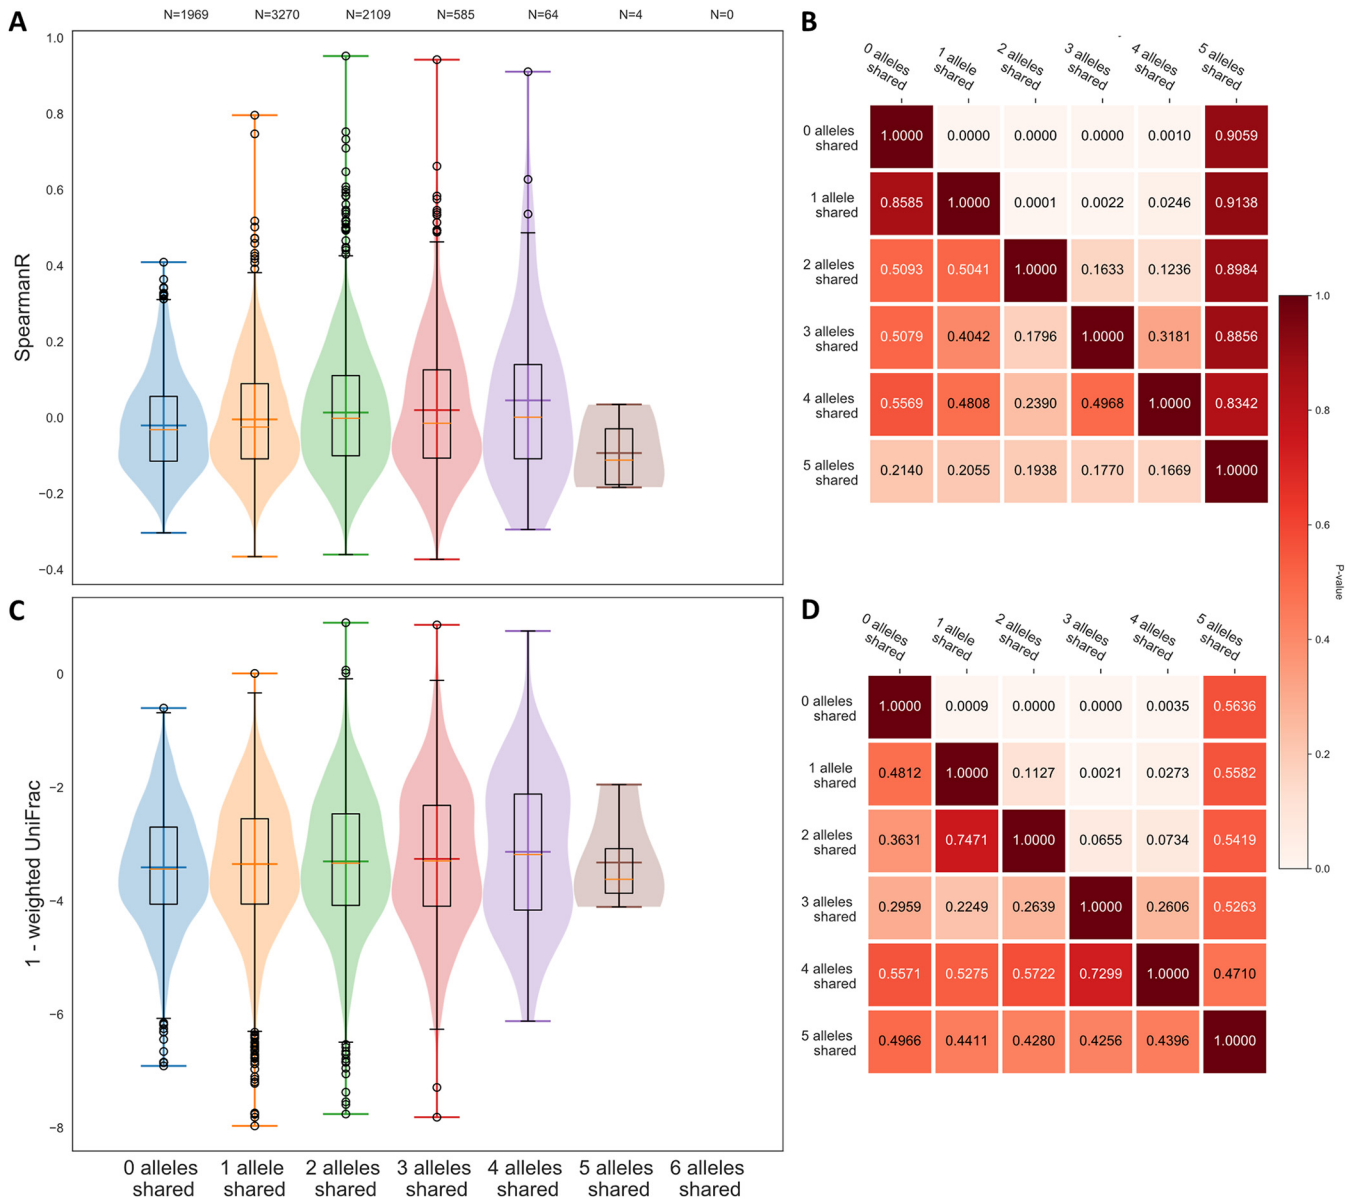 A
N=1969
N=3270
N=2109
N=585
N=64
N=4
N=0
SpearmanR
1.0
0.8
0.6
0.4
0.2
0.0
−0.2
−0.4
B
0 alleles
shared
1 allele
shared
2 alleles
shared
3 alleles
shared
4 alleles
shared
5 alleles
shared
0 alleles
shared
1.0000 0.0000 0.0000 0.0000 0.0010 0.9059
1 allele
shared
0.8585 1.0000 0.0001 0.0022 0.0246 0.9138
2 alleles
shared
0.5093 0.5041 1.0000 0.1633 0.1236 0.8984
3 alleles
shared
0.5079 0.4042 0.1796 1.0000 0.3181 0.8856
4 alleles
shared
0.5569 0.4808 0.2390 0.4968 1.0000 0.8342
5 alleles
shared
0.2140 0.2055 0.1938 0.1770 0.1669 1.0000
1.0
0.8
0.6
0.4
0.2
0.0
P-value
C
1 - weighted UniFrac
0
−2
−4
−6
−8
0 alleles
shared
1 allele
shared
2 alleles
shared
3 alleles
shared
4 alleles
shared
5 alleles
shared
6 alleles
shared
D
0 alleles
shared
1 allele
shared
2 alleles
shared
3 alleles
shared
4 alleles
shared
5 alleles
shared
0 alleles
shared
1.0000 0.0009 0.0000 0.0000 0.0035 0.5636
1 allele
shared
0.4812 1.0000 0.1127 0.0021 0.0273 0.5582
2 alleles
shared
0.3631 0.7471 1.0000 0.0655 0.0734 0.5419
3 alleles
shared
0.2959 0.2249 0.2639 1.0000 0.2606 0.5263
4 alleles
shared
0.5571 0.5275 0.5722 0.7299 1.0000 0.4710
5 alleles
shared
0.4966 0.4411 0.4280 0.4256 0.4396 1.0000